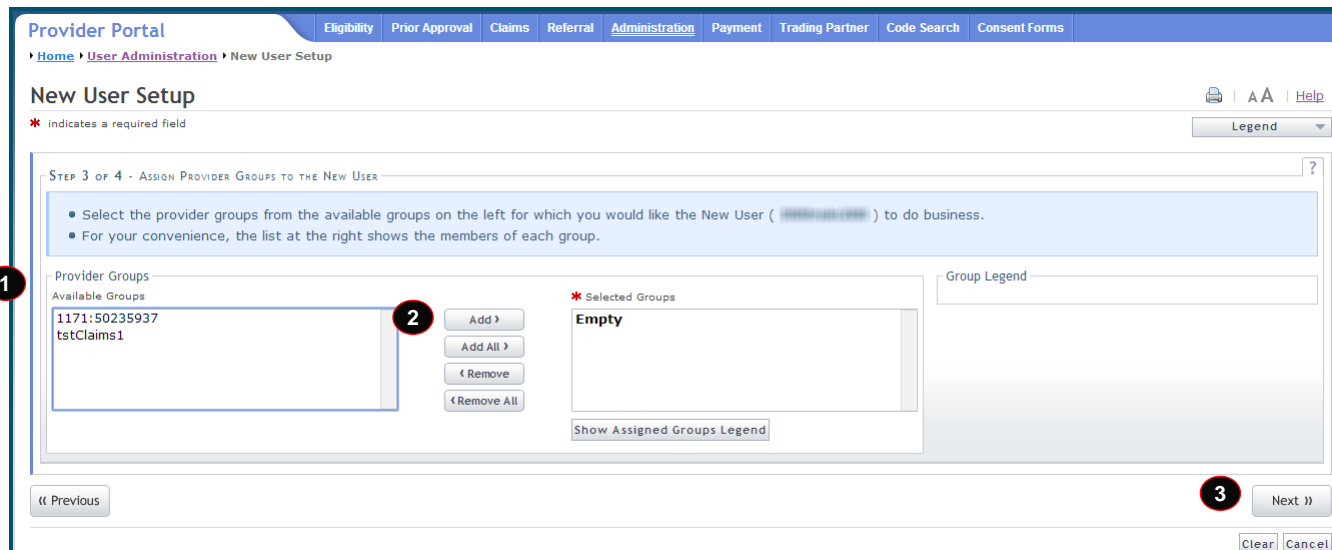 Provider Portal
Eligibility Prior Approval Claims Referral Administration Payment Trading Partner Code Search Consent Forms
Home User Administration New User Setup
New User Setup
A A Help
* indicates a required field
Legend
STEP 3 OF 4 - ASSIGN PROVIDER GROUPS TO THE NEW USER
?
Select the provider groups from the available groups on the left for which you would like the New User ( ) to do business.
For your convenience, the list at the right shows the members of each group.
1
Provider Groups
Group Legend
Available Groups
* Selected Groups
1171:50235937
tstClaims1
2
Add
Add All
Remove
Remove All
Empty
Show Assigned Groups Legend
« Previous
3
Next »
Clear Cancel